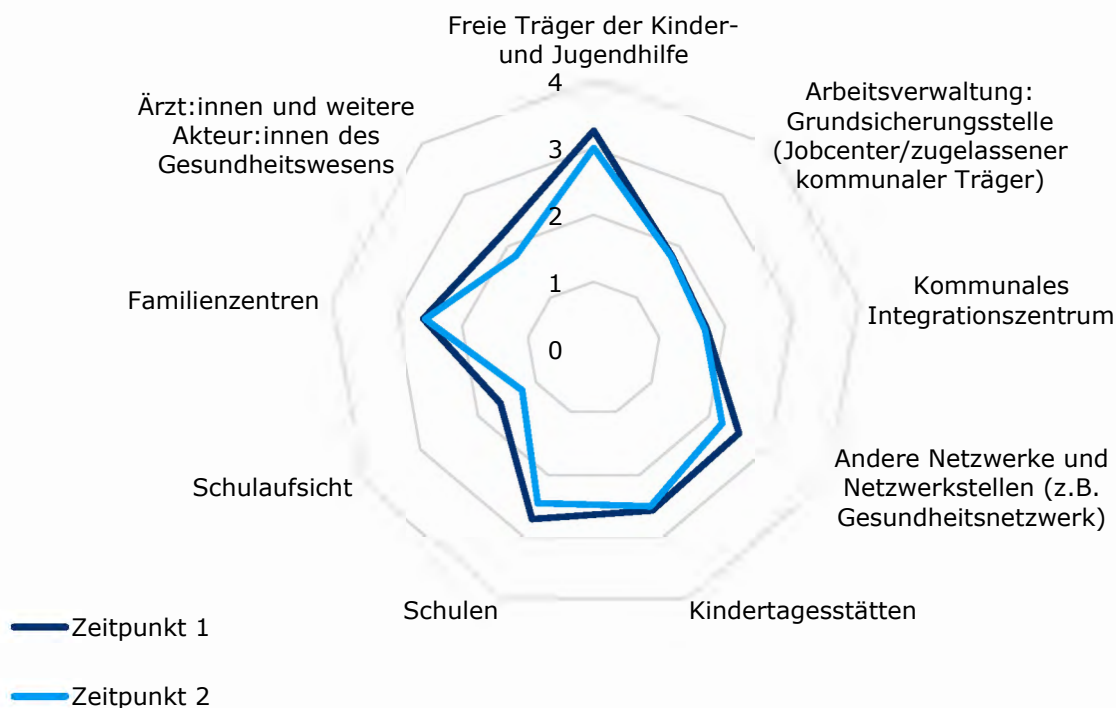 Freie Träger der Kinder-
und Jugendhilfe
4
3
2
1
0
Arbeitsverwaltung:
Grundsicherungsstelle
(Jobcenter/zugelassener
kommunaler Träger)
Kommunales
Integrationszentrum
Andere Netzwerke und
Netzwerkstellen (z.B.
Gesundheitsnetzwerk)
Kindertagesstätten
Schulen
Schulaufsicht
Familienzentren
Ärzt:innen und weitere
Akteur:innen des
Gesundheitswesens
Zeitpunkt 1
Zeitpunkt 2